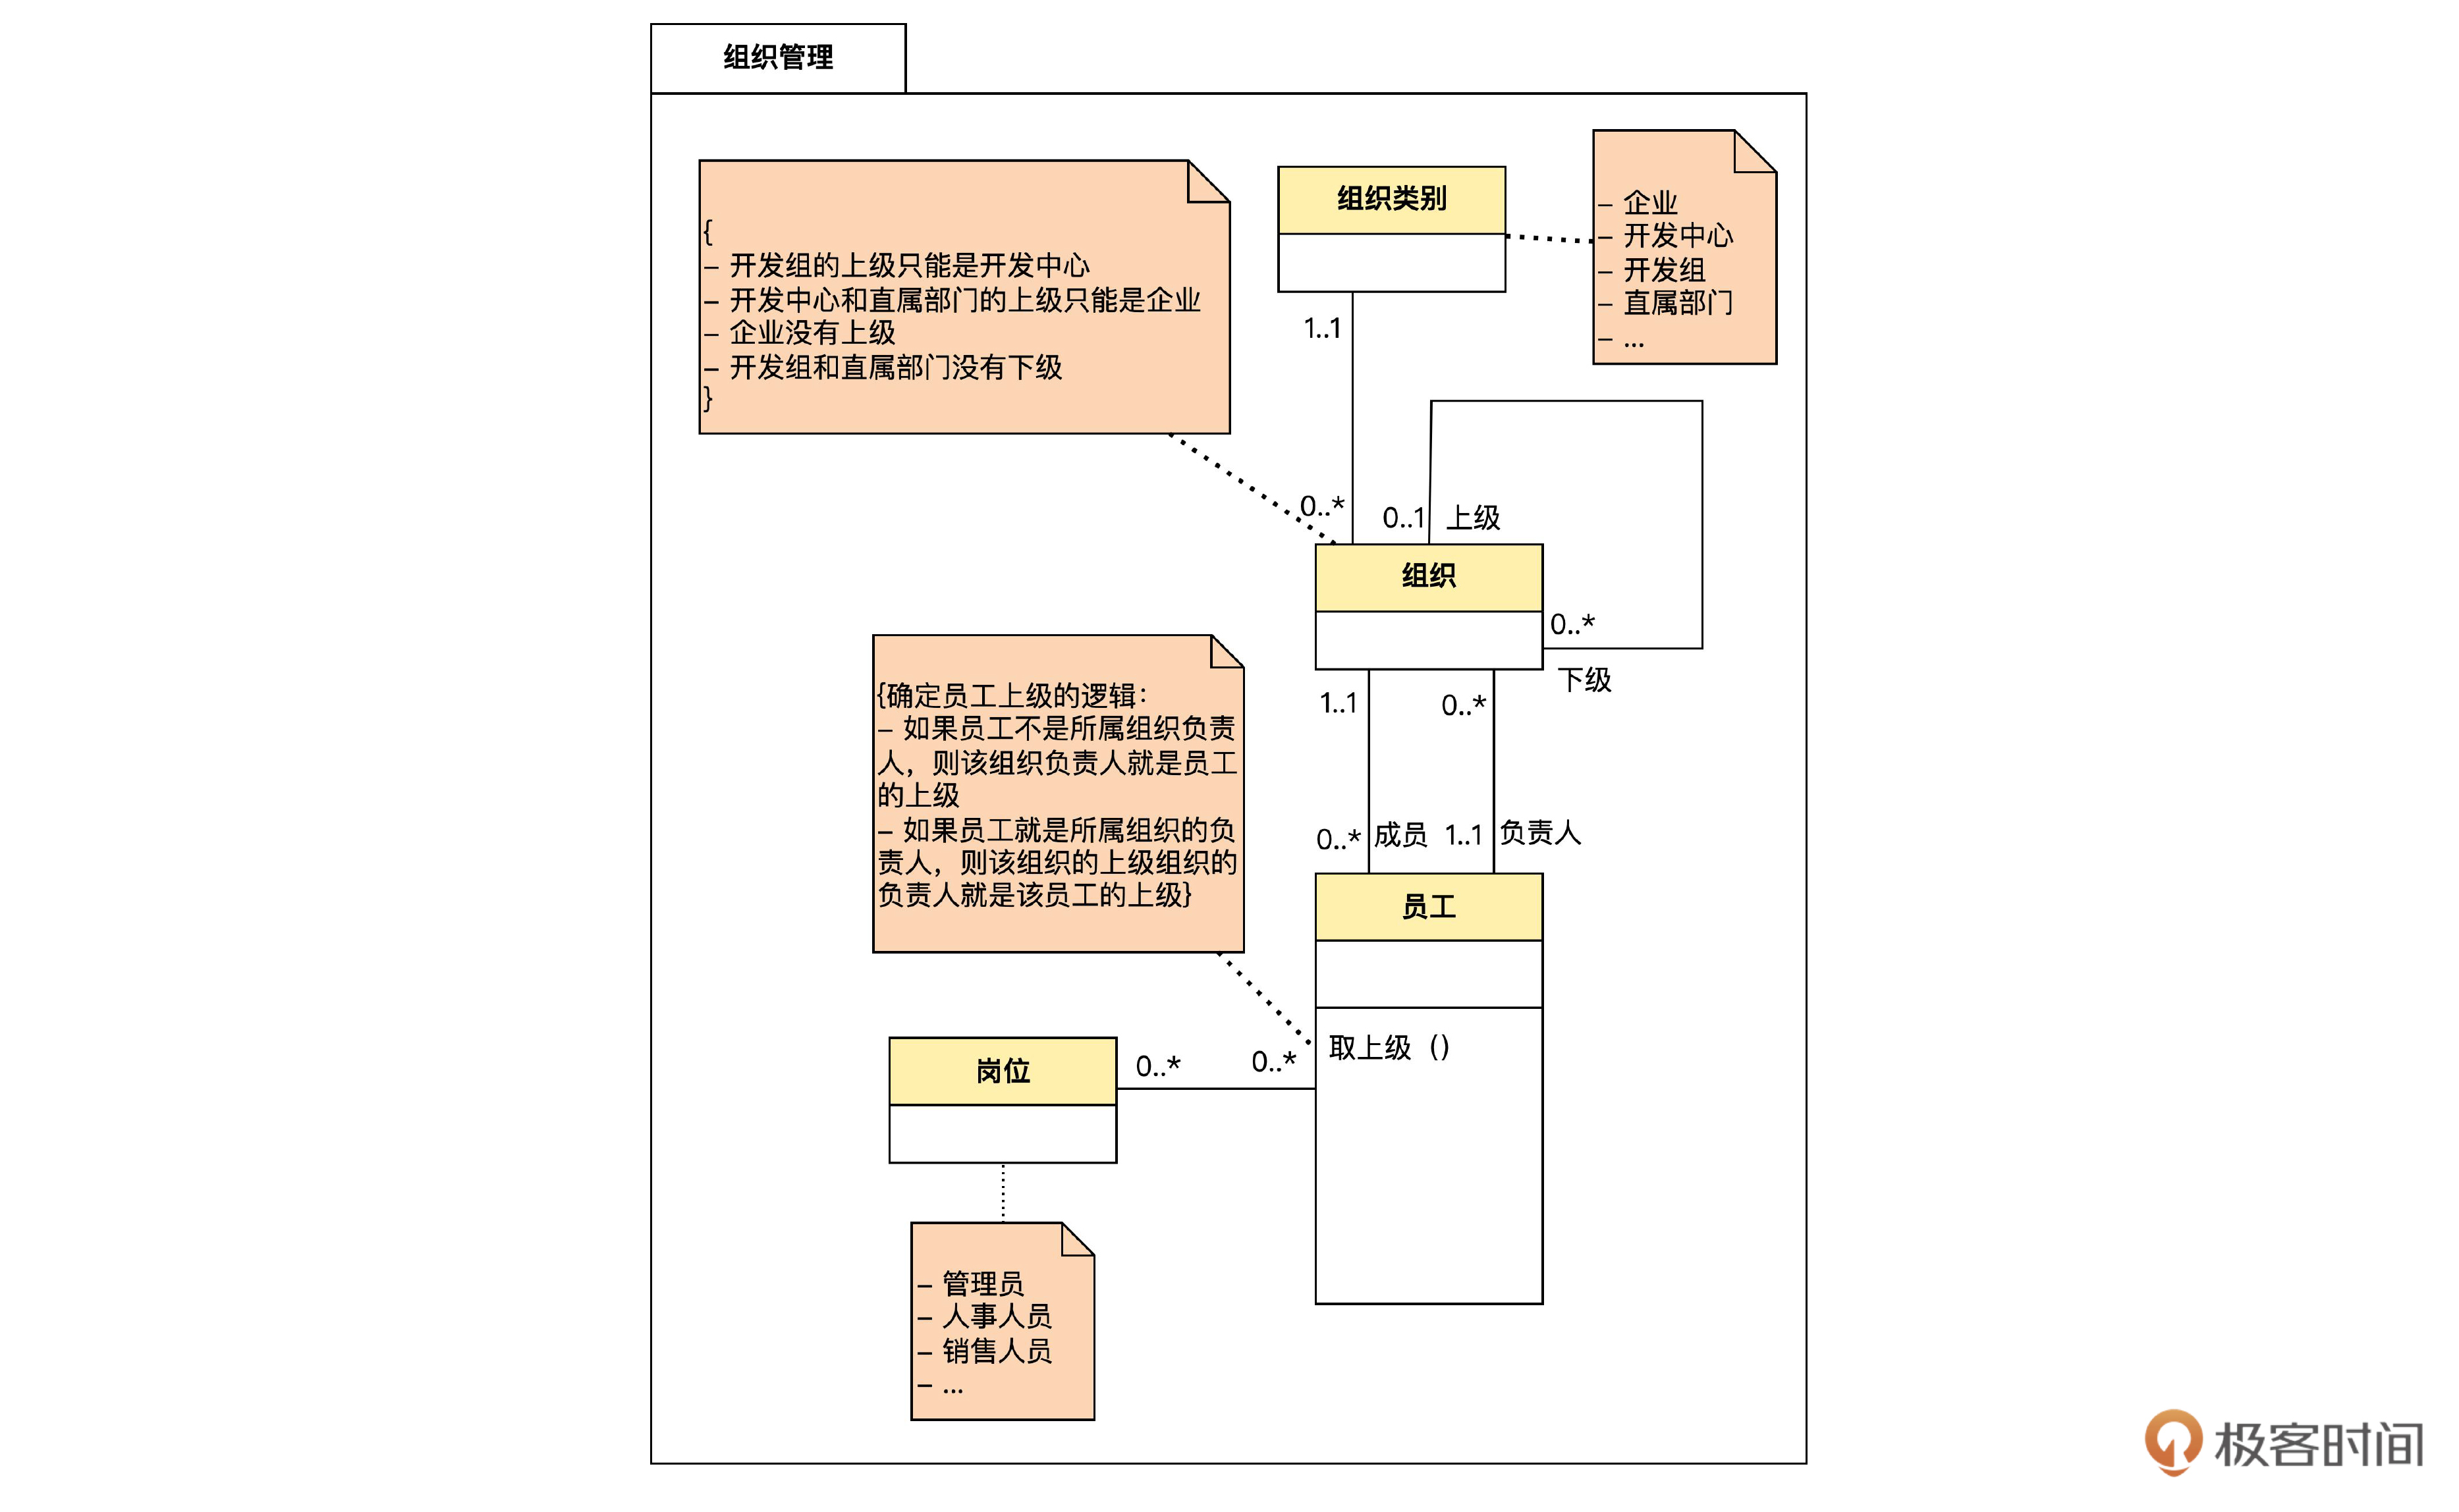 组织管理
{
– 开发组的上级只能是开发中心
– 开发中心和直属部门的上级只能是企业
– 企业没有上级
– 开发组和直属部门没有下级
}
组织类别
– 企业
– 开发中心
– 开发组
– 直属部门
– ...
1..1
0..*
0..1 上级
组织
0..*
下级
{确定员工上级的逻辑：
– 如果员工不是所属组织负责
人，则该组织负责人就是员工
的上级
– 如果员工就是所属组织的负
责人，则该组织的上级组织的
负责人就是该员工的上级}
1..1
0..*
0..* 成员
1..1 负责人
员工
取上级（）
岗位
0..*
0..*
– 管理员
– 人事人员
– 销售人员
– ...
极客时间